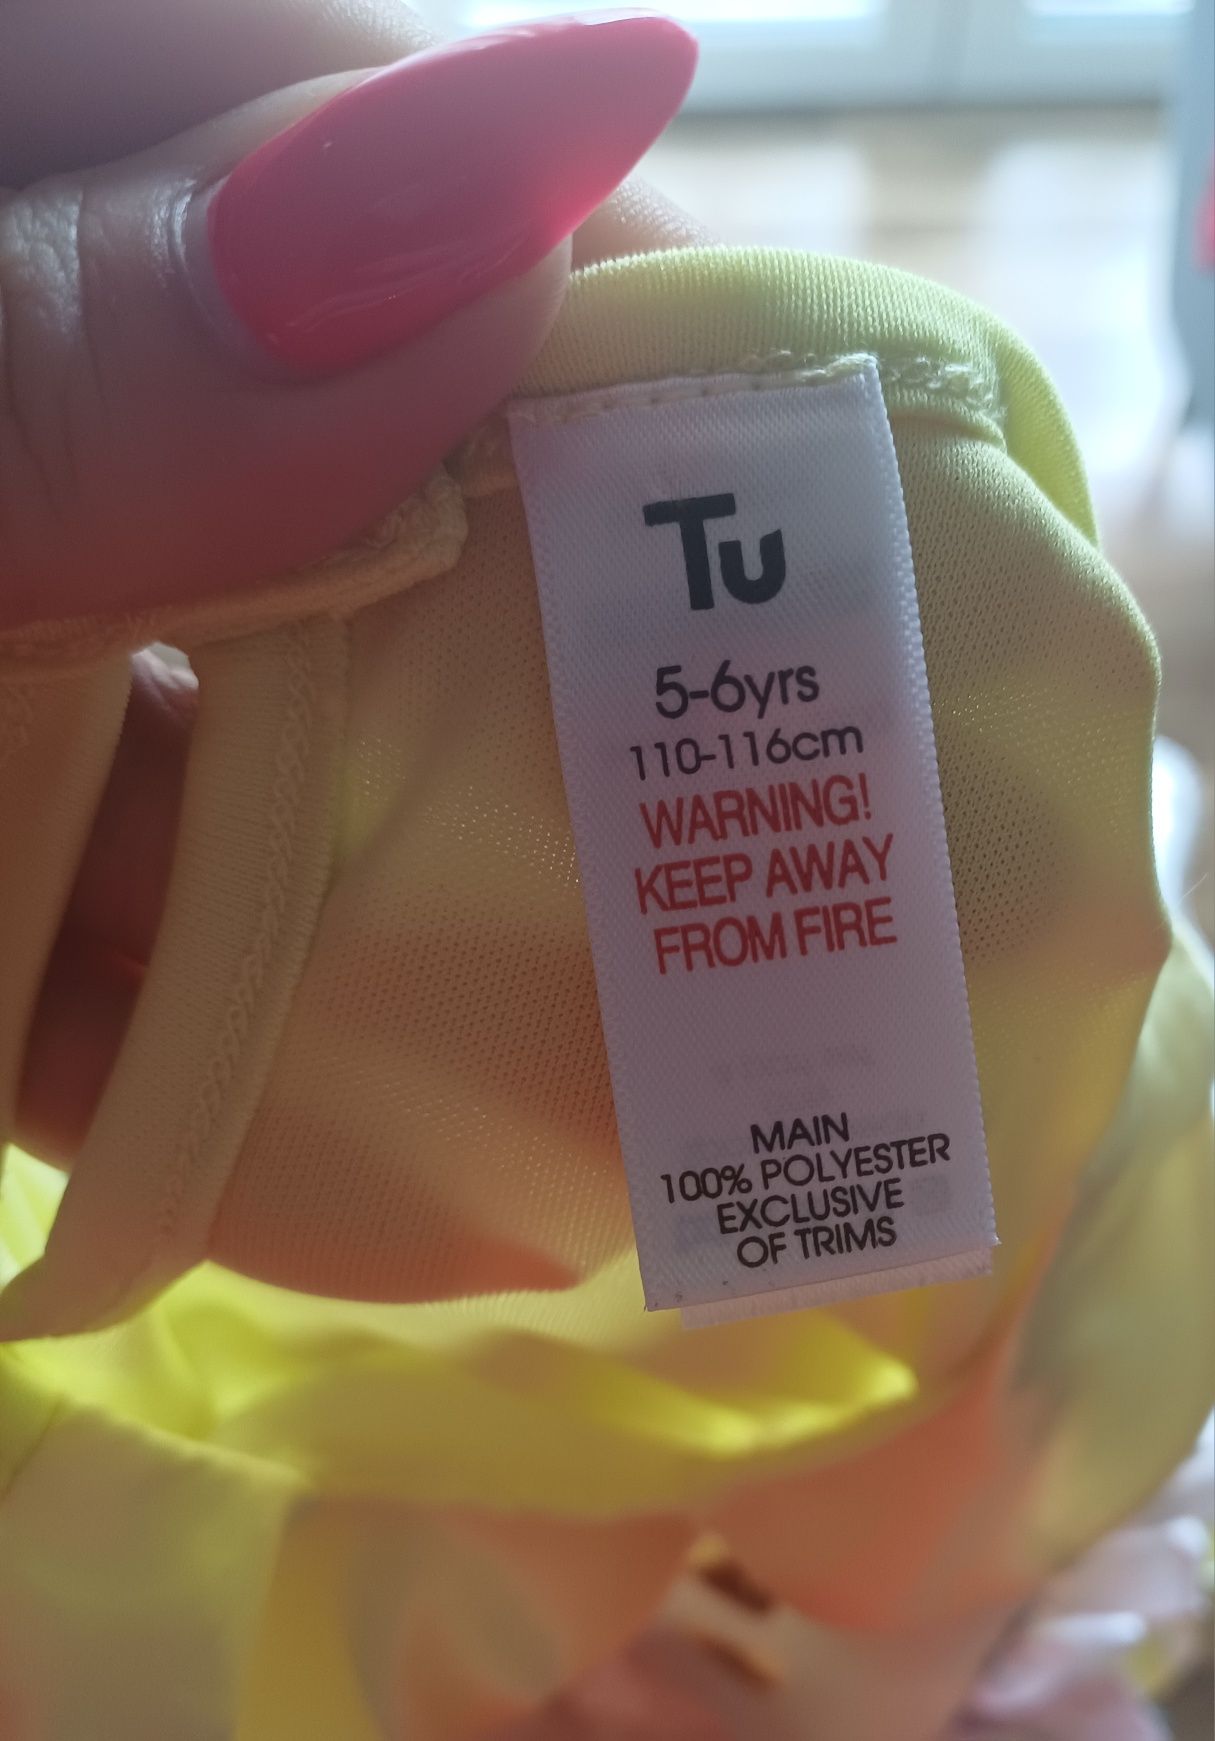 Tu
5-6yrs
110-116cm
WARNING!
KEEP AWAY
FROM FIRE
MAIN
100% POLYESTER
EXCLUSIVE
OF TRIMS